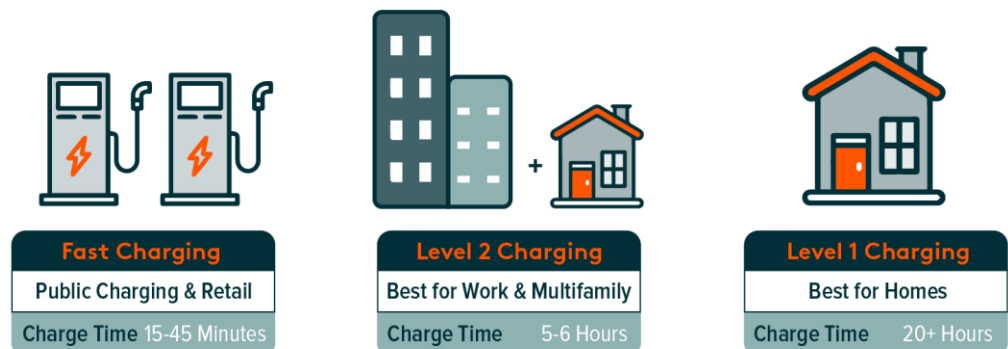 +
Fast Charging
Public Charging & Retail
Charge Time 15-45 Minutes
Level 2 Charging
Best for Work & Multifamily
Charge Time 5-6 Hours
Level 1 Charging
Best for Homes
Charge Time 20+ Hours